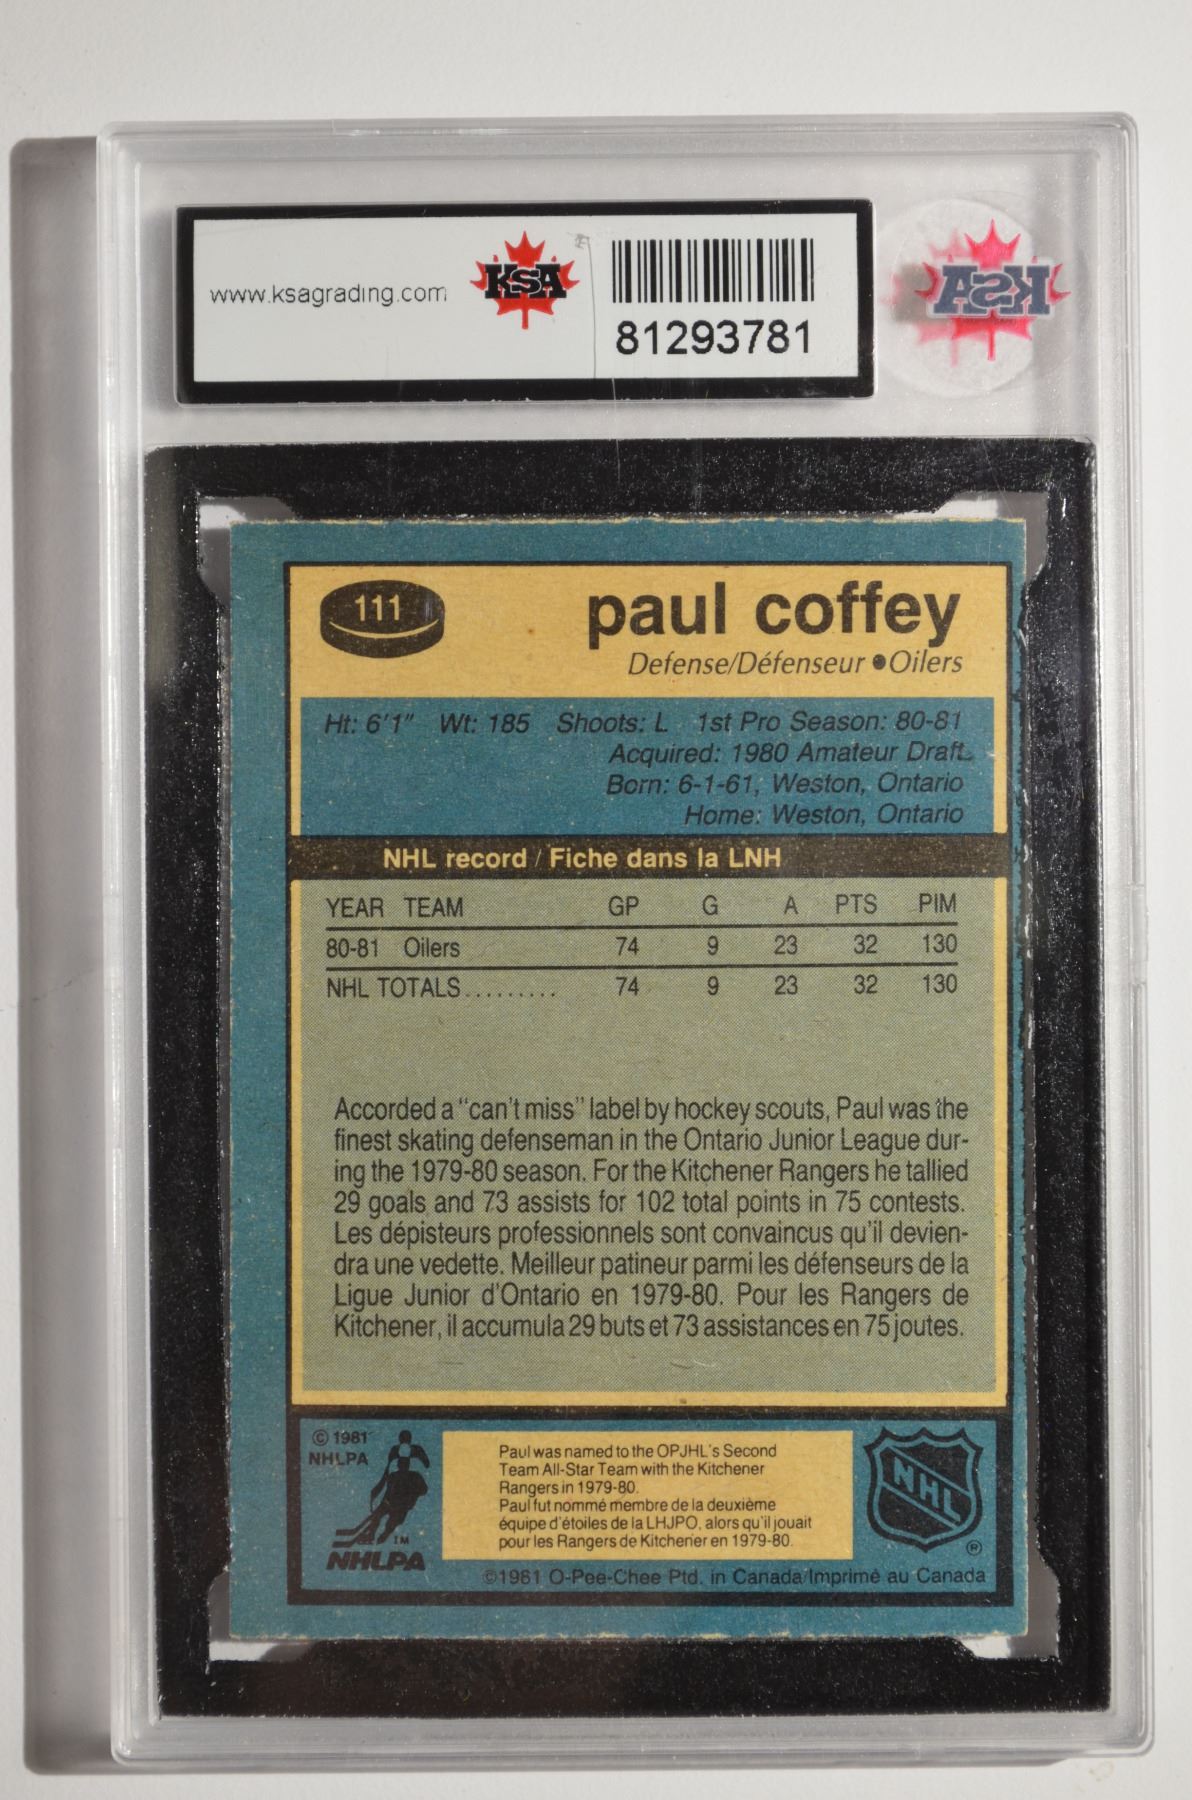 www.ksagrading.com
KSA
81293781
KSA
111
paul coffey
Defense/Défenseur • Oilers
Ht: 6'1" Wt: 185 Shoots: L 1st Pro Season: 80-81
Acquired: 1980 Amateur Draft.
Born: 6-1-61, Weston, Ontario
Home: Weston, Ontario
NHL record / Fiche dans la LNH
YEAR TEAM GP G A PTS PIM
80-81 Oilers 74 9 23 32 130
NHL TOTALS......... 74 9 23 32 130
Accorded a "can't miss" label by hockey scouts, Paul was the
finest skating defenseman in the Ontario Junior League dur-
ing the 1979-80 season. For the Kitchener Rangers he tallied
29 goals and 73 assists for 102 total points in 75 contests.
Les dépisteurs professionnels sont convaincus qu'il devien-
dra une vedette. Meilleur patineur parmi les défenseurs de la
Ligue Junior d'Ontario en 1979-80. Pour les Rangers de
Kitchener, il accumula 29 buts et 73 assistances en 75 joutes.
© 1981
NHLPA
TM
NHLPA
Paul was named to the OPJHL's Second
Team All-Star Team with the Kitchener
Rangers in 1979-80.
Paul fut nommé membre de la deuxième
équipe d'étoiles de la LHJPO, alors qu'il jouait
pour les Rangers de Kitchener en 1979-80.
NHL
®
©1981 O-Pee-Chee Ptd. in Canada/Imprimé au Canada